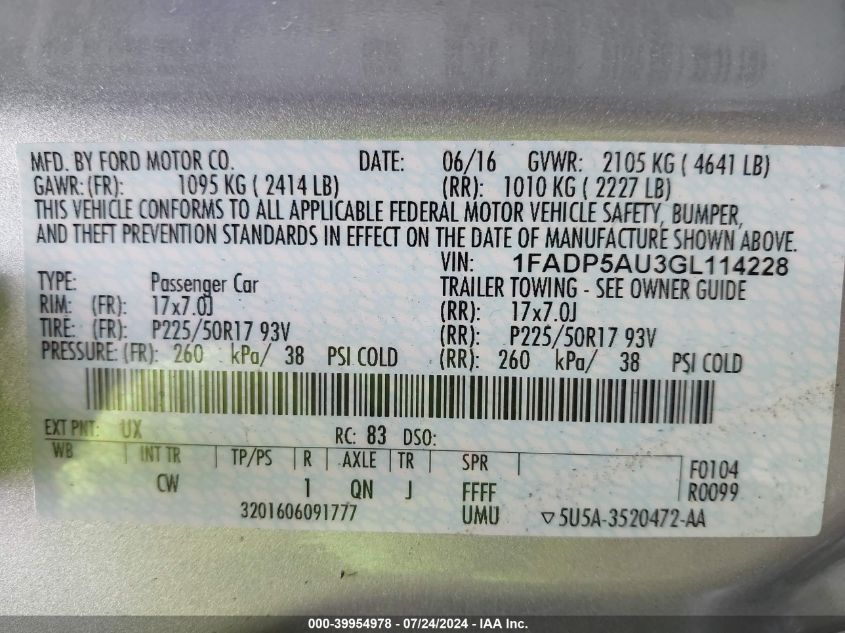 MFD. BY FORD MOTOR CO. DATE: 06/16 GVWR: 2105 KG ( 4641 LB)
GAWR:(FR): 1095 KG ( 2414 LB) (RR): 1010 KG ( 2227 LB)
THIS VEHICLE CONFORMS TO ALL APPLICABLE FEDERAL MOTOR VEHICLE SAFETY, BUMPER,
AND THEFT PREVENTION STANDARDS IN EFFECT ON THE DATE OF MANUFACTURE SHOWN ABOVE.
VIN: 1FADP5AU3GL114228
TYPE: Passenger Car TRAILER TOWING - SEE OWNER GUIDE
RIM: (FR): 17x7.0J (RR): 17x7.0J
TIRE: (FR): P225/50R17 93V (RR): P225/50R17 93V
PRESSURE:(FR): 260 kPa/ 38 PSI COLD (RR): 260 kPa/ 38 PSI COLD
EXT PNT: UX RC: 83 DSO:
WB INT TR TP/PS R AXLE TR SPR F0104
CW 1 QN J FFFF R0099
3201606091777 UMU ▽5U5A-3520472-AA
000-39954978 - 07/24/2024 - IAA Inc.